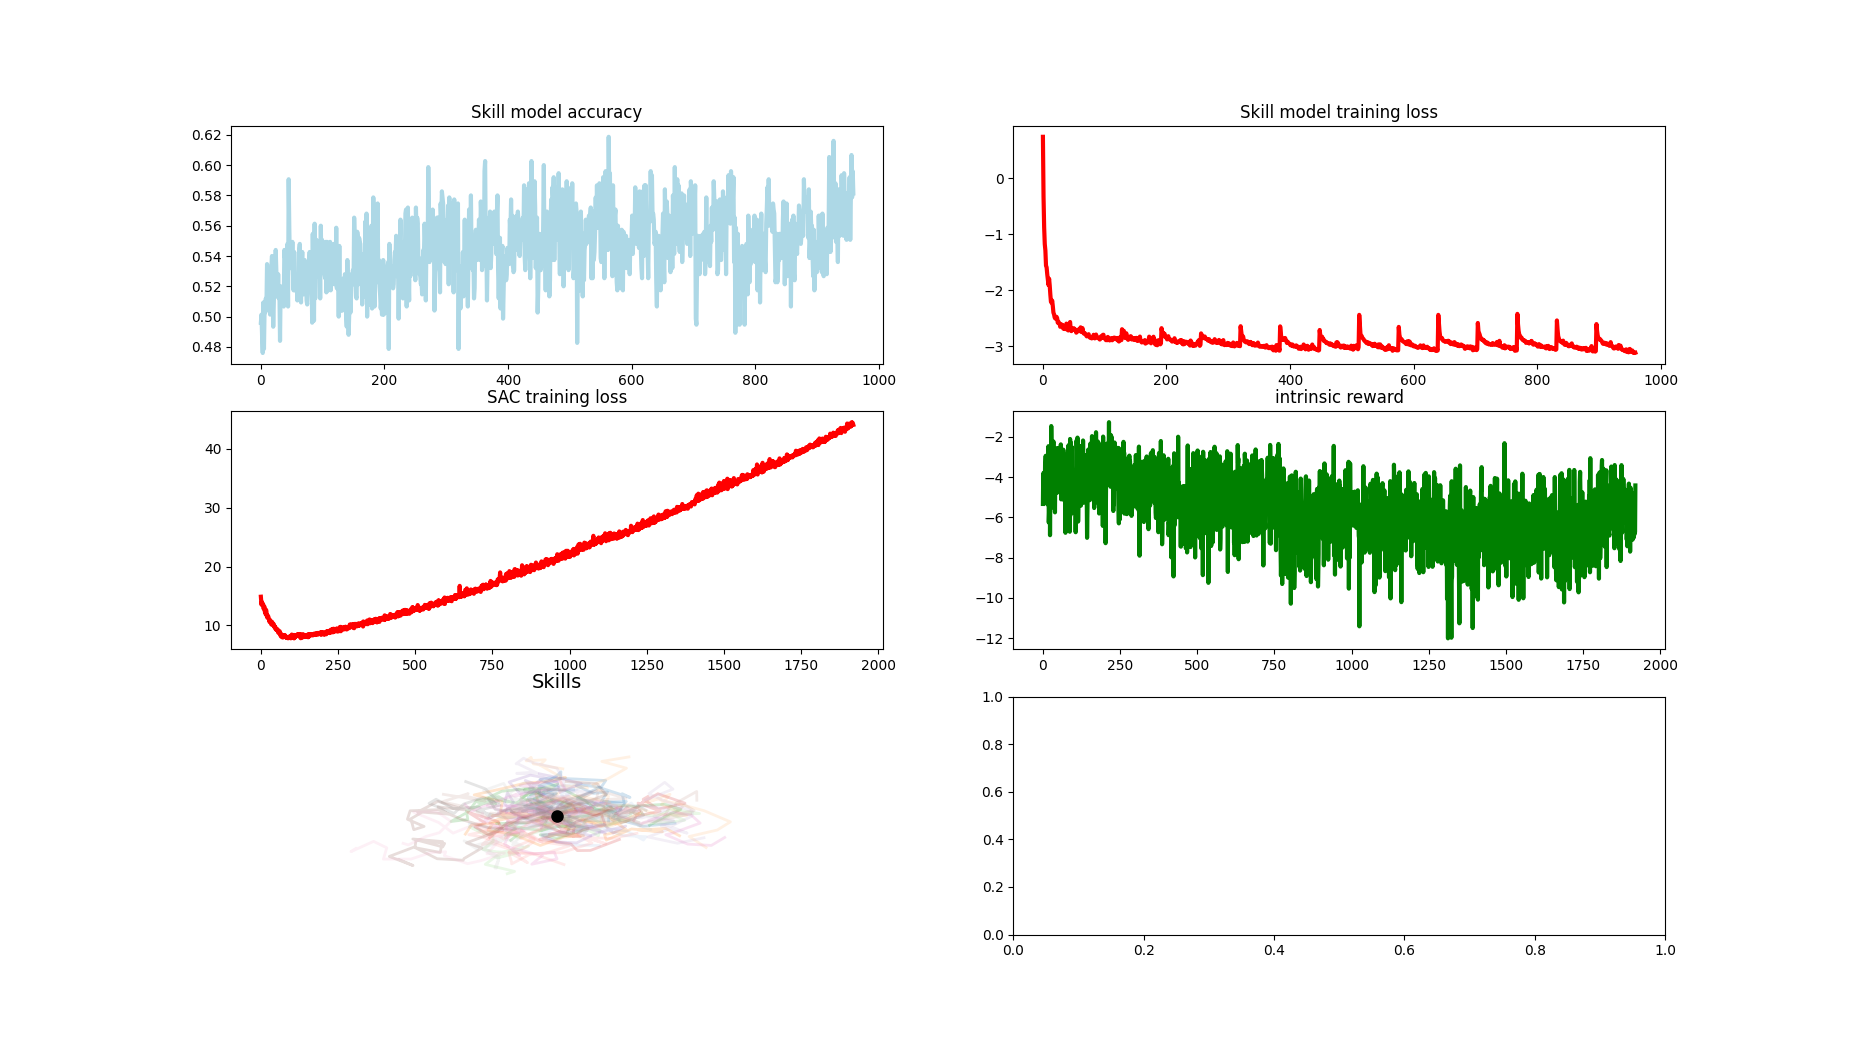 Skill model accuracy
0.62
0.60
0.58
0.56
0.54
0.52
0.50
0.48
0 200 400 600 800 1000
Skill model training loss
0
−1
−2
−3
0 200 400 600 800 1000
SAC training loss
40
30
20
10
0 250 500 750 1000 1250 1500 1750 2000
intrinsic reward
−2
−4
−6
−8
−10
−12
0 250 500 750 1000 1250 1500 1750 2000
Skills
1.0
0.8
0.6
0.4
0.2
0.0
0.0 0.2 0.4 0.6 0.8 1.0